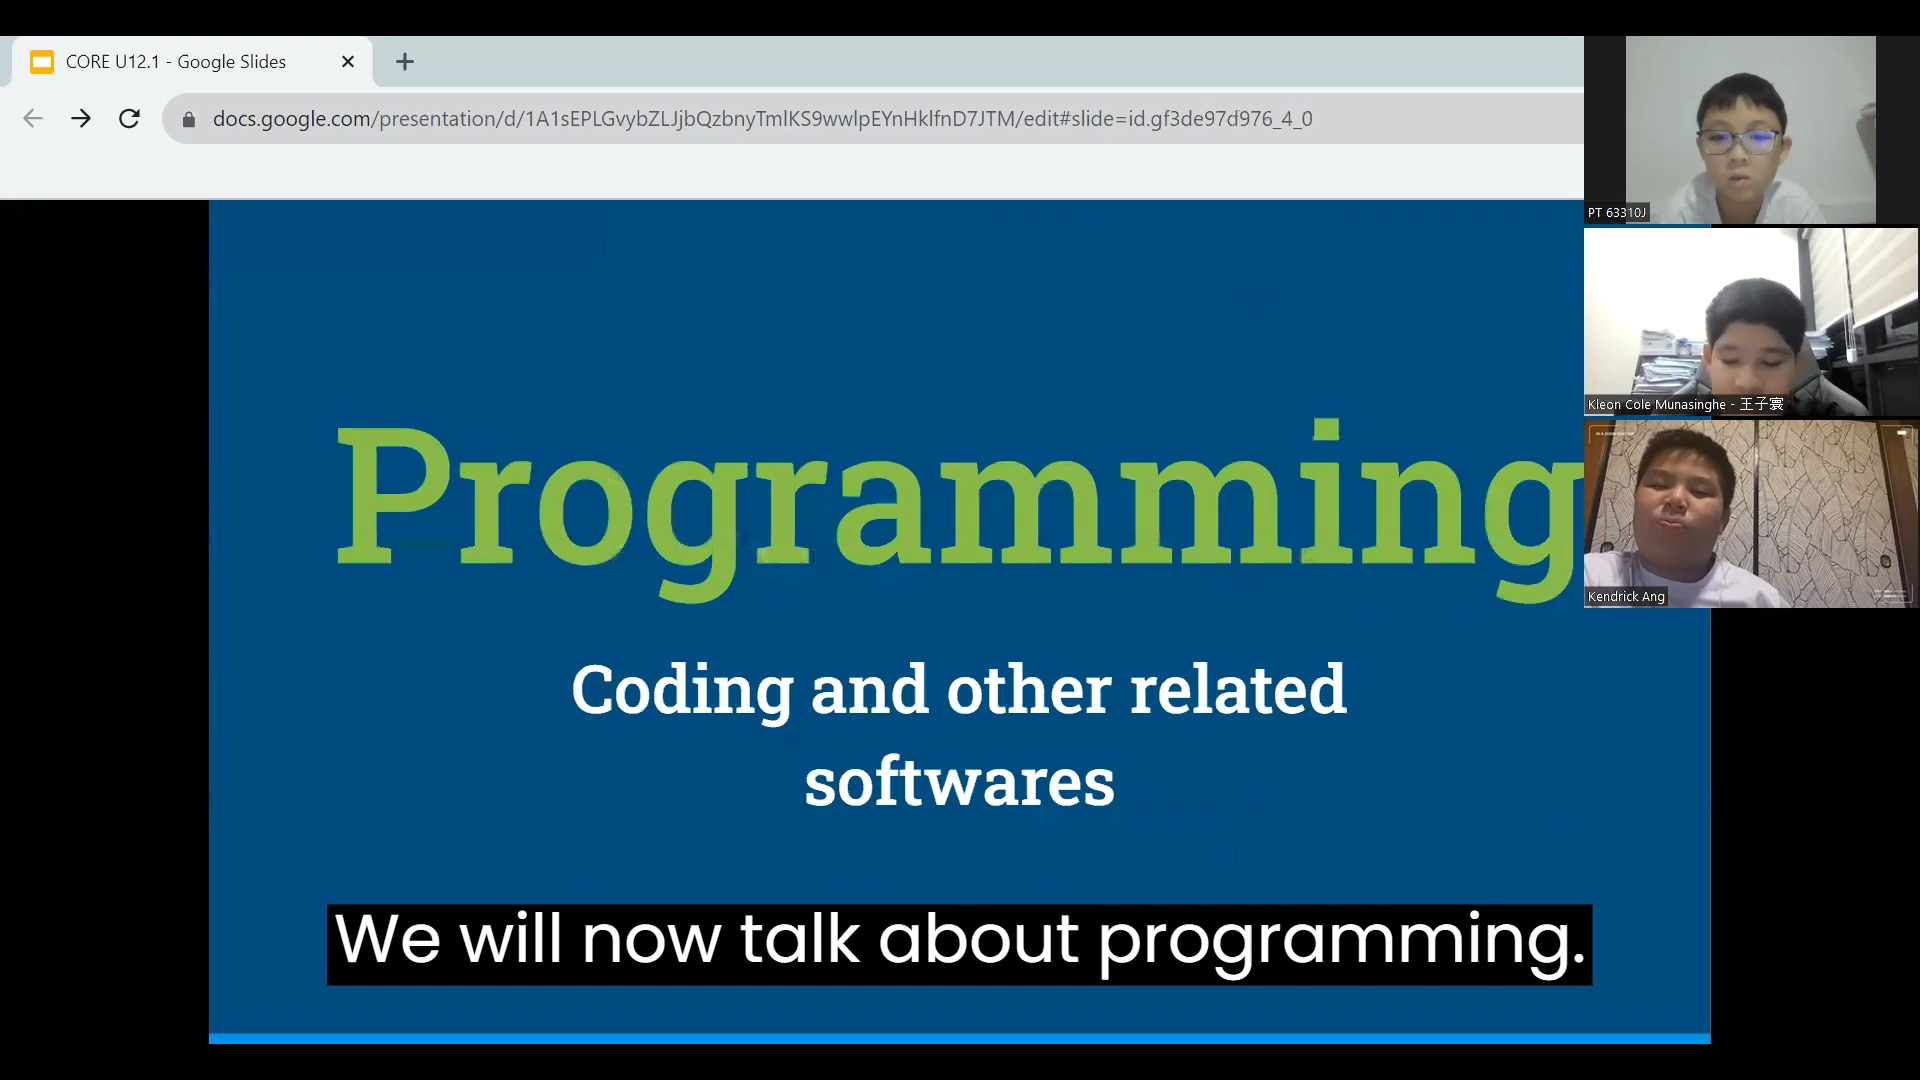 CORE U12.1 - Google Slides
docs.google.com/presentation/d/1A1sEPLGvybZLJjbQzbnyTmlKS9wwlpEYnHklfnD7JTM/edit#slide=id.gf3de97d976_4_0
PT 63310J
Kleon Cole Munasinghe - 王子寰
Kendrick Ang
Programming
Coding and other related
softwares
We will now talk about programming.